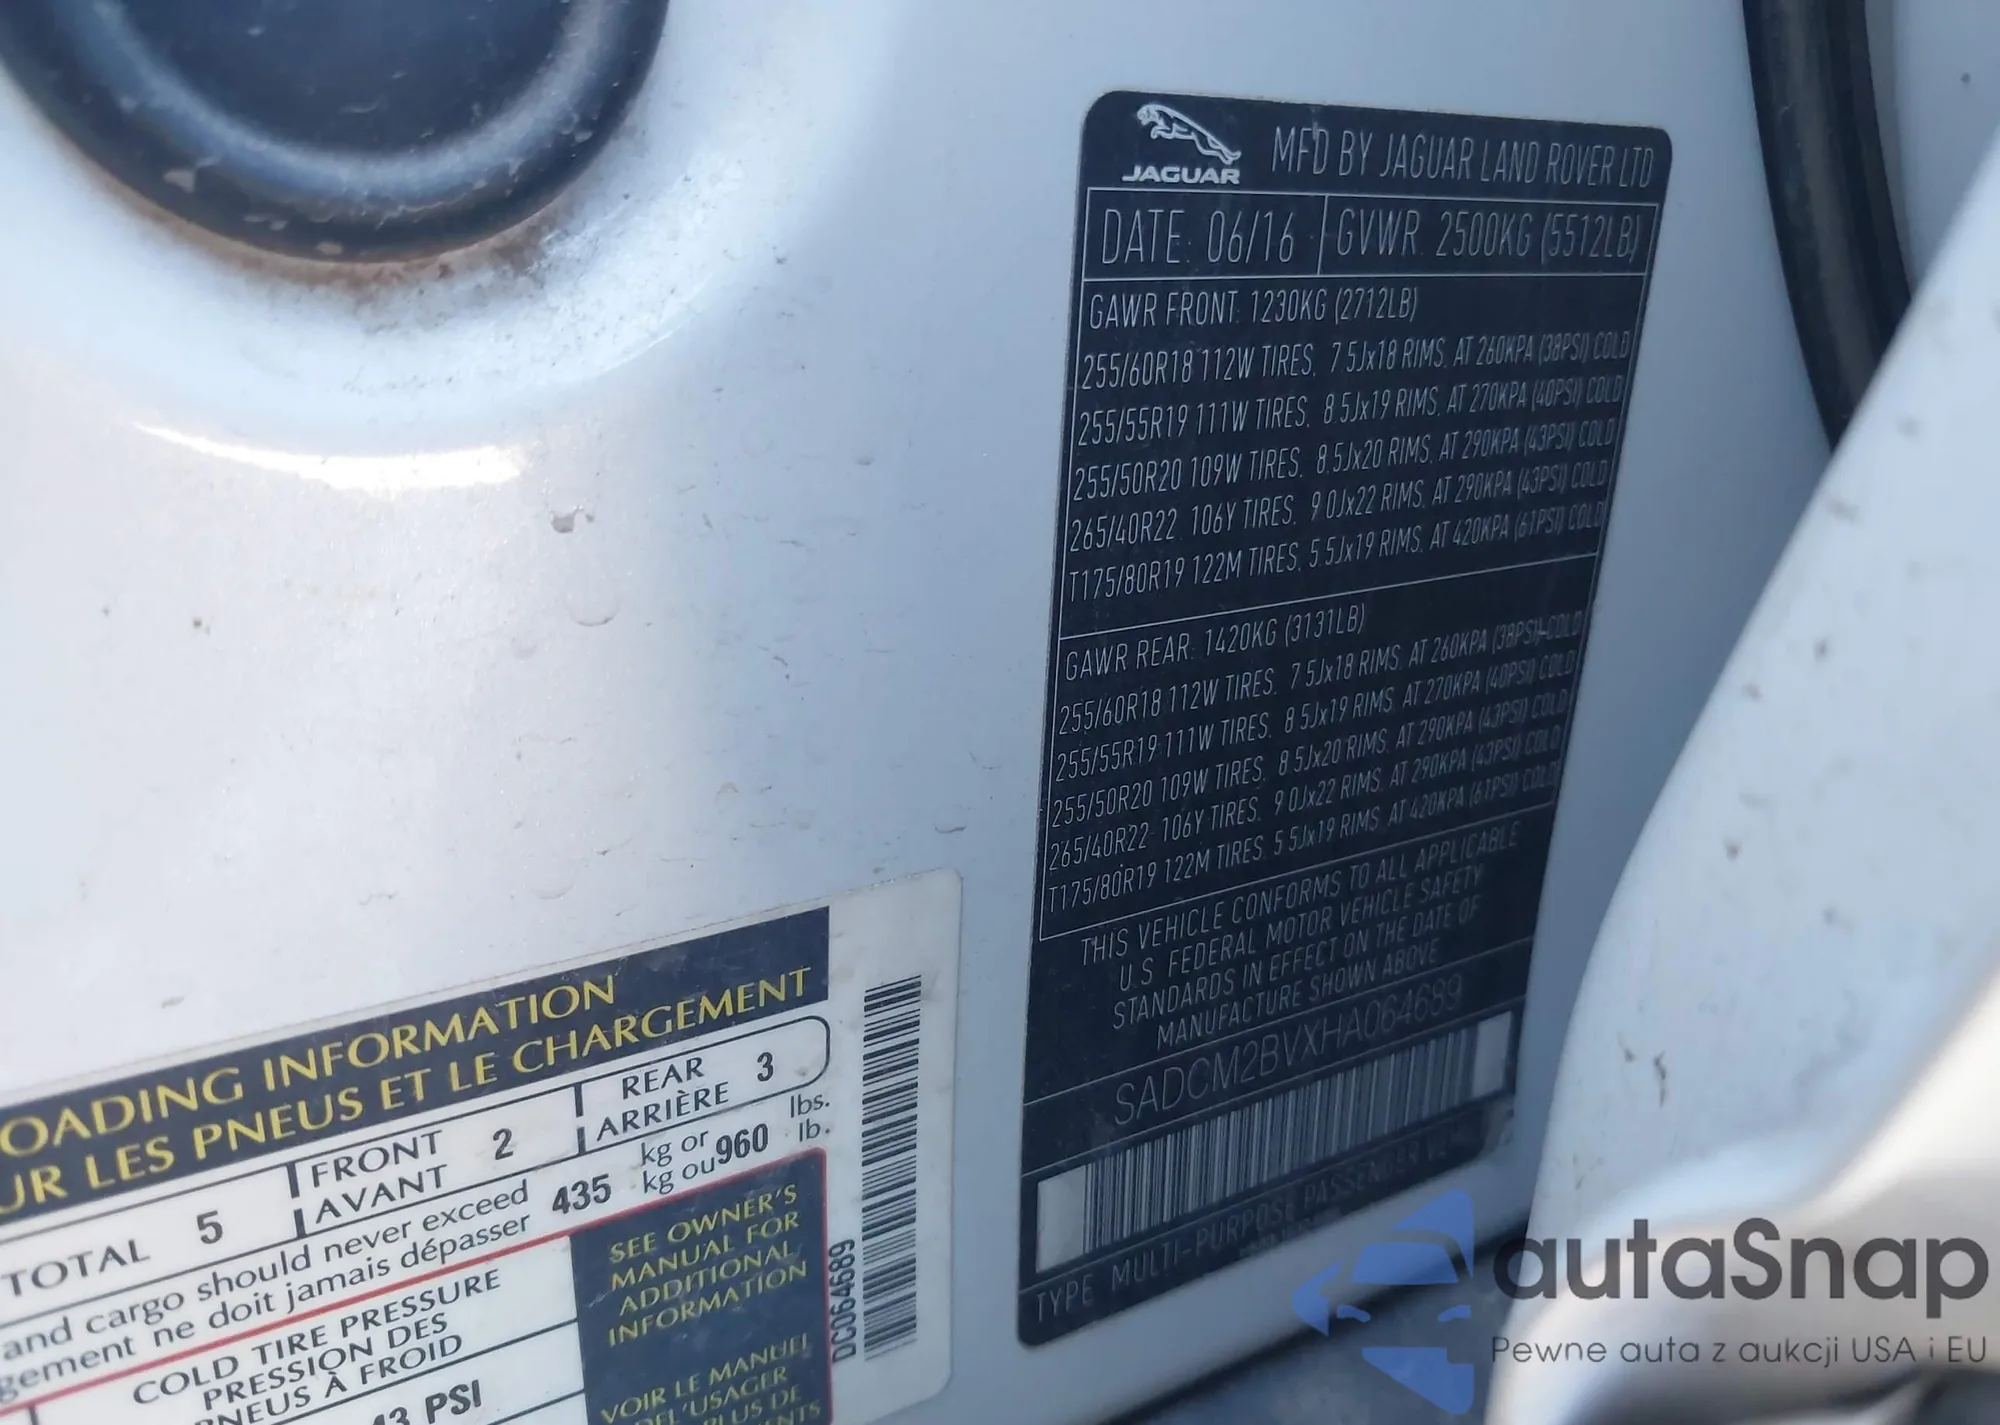 JAGUAR
MFD BY JAGUAR LAND ROVER LTD
DATE: 06/16
GVWR 2500KG (5512LB)
GAWR FRONT: 1230KG (2712LB)
255/60R18 112W TIRES, 7.5Jx18 RIMS, AT 260KPA (38PSI) COLD
255/55R19 111W TIRES, 8.5Jx19 RIMS, AT 270KPA (40PSI) COLD
255/50R20 109W TIRES, 8.5Jx20 RIMS, AT 290KPA (43PSI) COLD
265/40R22 106Y TIRES, 9.0Jx22 RIMS, AT 290KPA (43PSI) COLD
T175/80R19 122M TIRES, 5.5Jx19 RIMS, AT 420KPA (61PSI) COLD
GAWR REAR: 1420KG (3131LB)
255/60R18 112W TIRES, 7.5Jx18 RIMS, AT 260KPA (38PSI) COLD
255/55R19 111W TIRES, 8.5Jx19 RIMS, AT 270KPA (40PSI) COLD
255/50R20 109W TIRES, 8.5Jx20 RIMS, AT 290KPA (43PSI) COLD
265/40R22 106Y TIRES, 9.0Jx22 RIMS, AT 290KPA (43PSI) COLD
T175/80R19 122M TIRES, 5.5Jx19 RIMS, AT 420KPA (61PSI) COLD
THIS VEHICLE CONFORMS TO ALL APPLICABLE
U.S. FEDERAL MOTOR VEHICLE SAFETY
STANDARDS IN EFFECT ON THE DATE OF
MANUFACTURE SHOWN ABOVE
SADCM2BVXHA064689
TYPE MULTI-PURPOSE PASSENGER
OADING INFORMATION
UR LES PNEUS ET LE CHARGEMENT
TOTAL 5
FRONT
AVANT 2
REAR
ARRIÈRE 3
and cargo should never exceed
gement ne doit jamais dépasser
435 kg or
kg ou 960 lbs.
lb.
COLD TIRE PRESSURE
PRESSION DES
PNEUS À FROID
43 PSI
SEE OWNER'S
MANUAL FOR
ADDITIONAL
INFORMATION
VOIR LE MANUEL
DE L'USAGER
PLUS DE
DC064689
autaSnap
Pewne auta z aukcji USA i EU